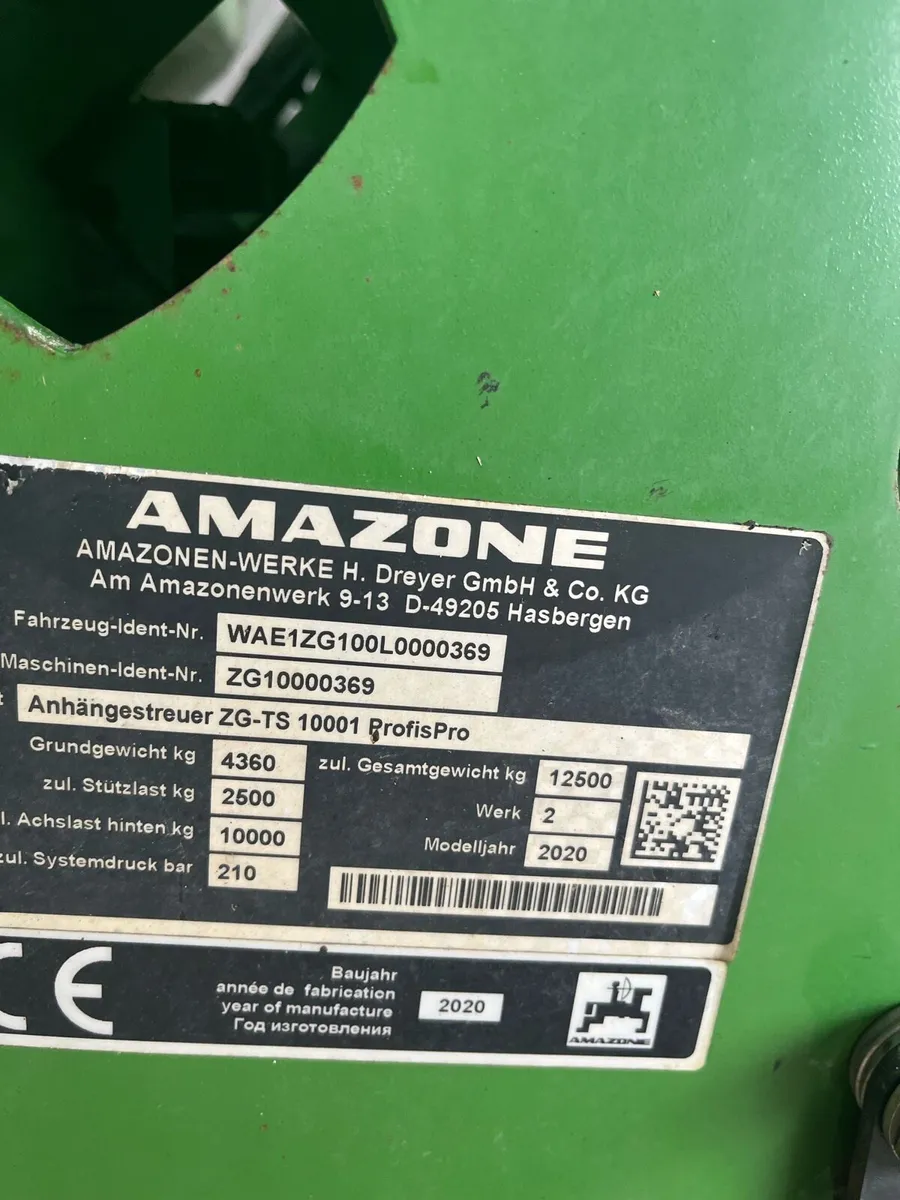 AMAZONE
AMAZONEN-WERKE H. Dreyer GmbH & Co. KG
Am Amazonenwerk 9-13 D-49205 Hasbergen
Fahrzeug-Ident-Nr. WAE1ZG100L0000369
Maschinen-Ident-Nr. ZG10000369
Anhängestreuer ZG-TS 10001 ProfisPro
Grundgewicht kg 4360 zul. Gesamtgewicht kg 12500
zul. Stützlast kg 2500 Werk 2
l. Achslast hinten kg 10000 Modelljahr 2020
zul. Systemdruck bar 210
CE
Baujahr
année de fabrication
year of manufacture 2020
Год изготовления
AMAZONE